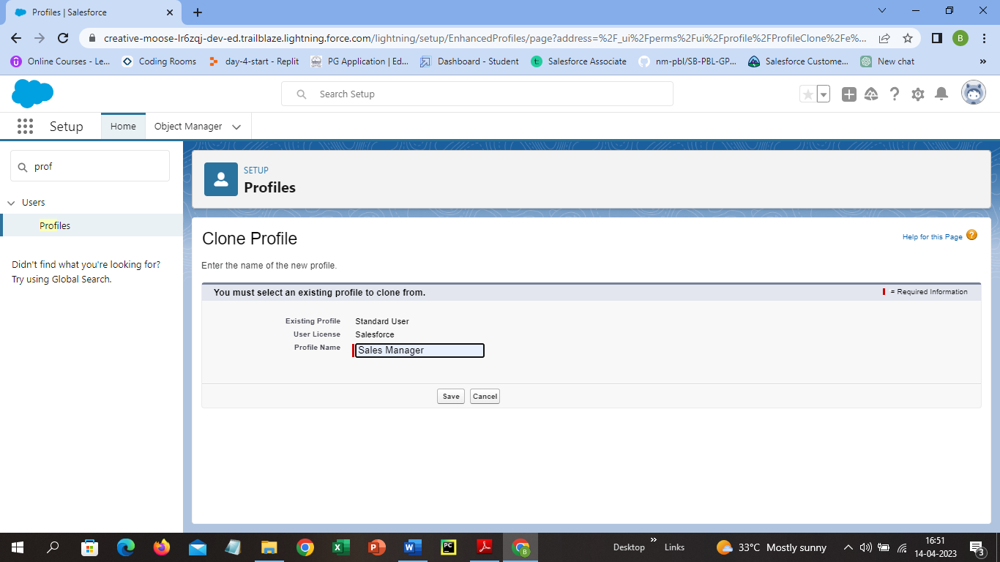 Profiles | Salesforce
creative-moose-lr6zqj-dev-ed.trailblaze.lightning.force.com/lightning/setup/EnhancedProfiles/page?address=%2F_ui%2Fperms%2Fui%2Fprofile%2FProfileClone%2Fe%...
B
Online Courses - Le...
Coding Rooms
day-4-start - Replit
PG Application | Ed...
Dashboard - Student
Salesforce Associate
nm-pbl/SB-PBL-GP...
Salesforce Custome...
New chat
»
Search Setup
Setup
Home
Object Manager
prof
Users
Profiles
Didn't find what you're looking for?
Try using Global Search.
SETUP
Profiles
Clone Profile
Help for this Page ?
Enter the name of the new profile.
You must select an existing profile to clone from.
= Required Information
Existing Profile Standard User
User License Salesforce
Profile Name Sales Manager
Save Cancel
Desktop » Links
33°C Mostly sunny
16:51
14-04-2023
3